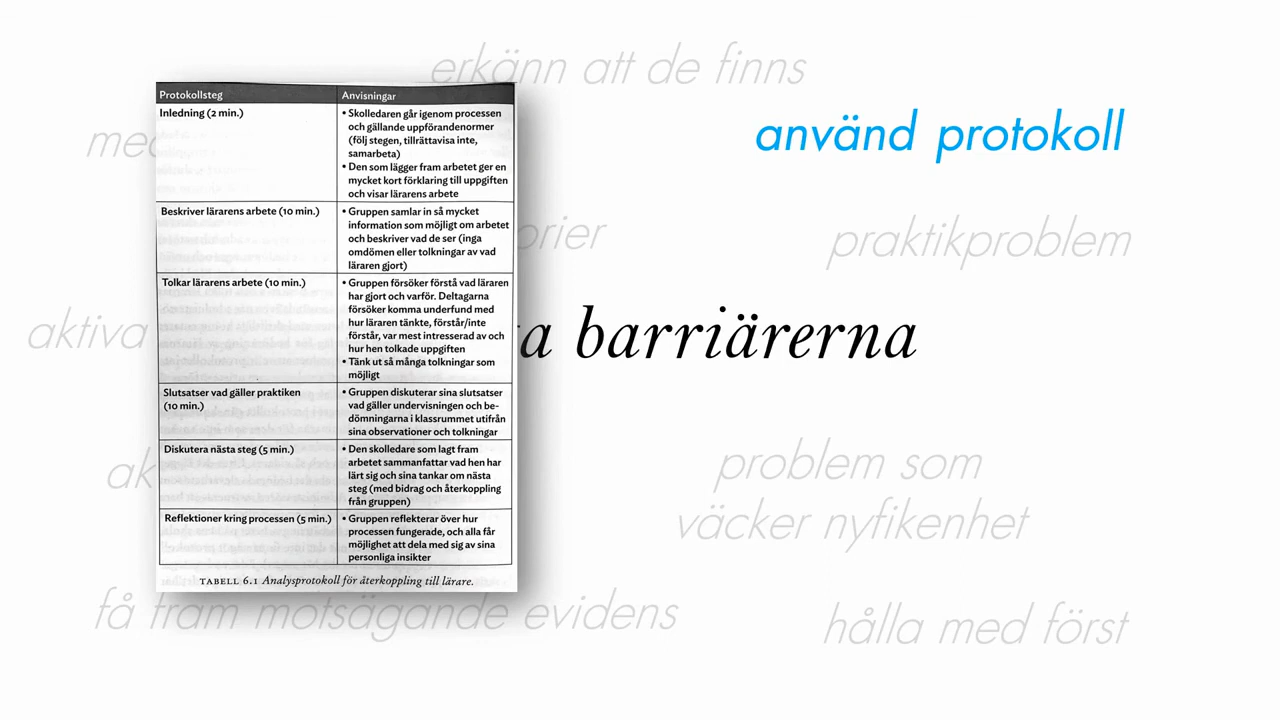 erkänn att de finns
använd protokoll
praktikproblem
barriärerna
aktiva
problem som
väcker nyfikenhet
få fram motsägande evidens
hålla med först
Protokollsteg
Anvisningar
Inledning (2 min.)
• Skolledaren går igenom processen
och gällande uppförandenormer
(följ stegen, tillrättavisa inte,
samarbeta)
• Den som lägger fram arbetet ger en
mycket kort förklaring till uppgiften
och visar lärarens arbete
Beskriver lärarens arbete (10 min.)
• Gruppen samlar in så mycket
information som möjligt om arbetet
och beskriver vad de ser (inga
omdömen eller tolkningar av vad
läraren gjort)
Tolkar lärarens arbete (10 min.)
• Gruppen försöker förstå vad läraren
har gjort och varför. Deltagarna
försöker komma underfund med
hur läraren tänkte, förstår/inte
förstår, var mest intresserad av och
hur hen tolkade uppgiften
• Tänk ut så många tolkningar som
möjligt
Slutsatser vad gäller praktiken
(10 min.)
• Gruppen diskuterar sina slutsatser
vad gäller undervisningen och be-
dömningarna i klassrummet utifrån
sina observationer och tolkningar
Diskutera nästa steg (5 min.)
• Den skolledare som lagt fram
arbetet sammanfattar vad hen har
lärt sig och sina tankar om nästa
steg (med bidrag och återkoppling
från gruppen)
Reflektioner kring processen (5 min.)
• Gruppen reflekterar över hur
processen fungerade, och alla får
möjlighet att dela med sig av sina
personliga insikter
TABELL 6.1 Analysprotokoll för återkoppling till lärare.